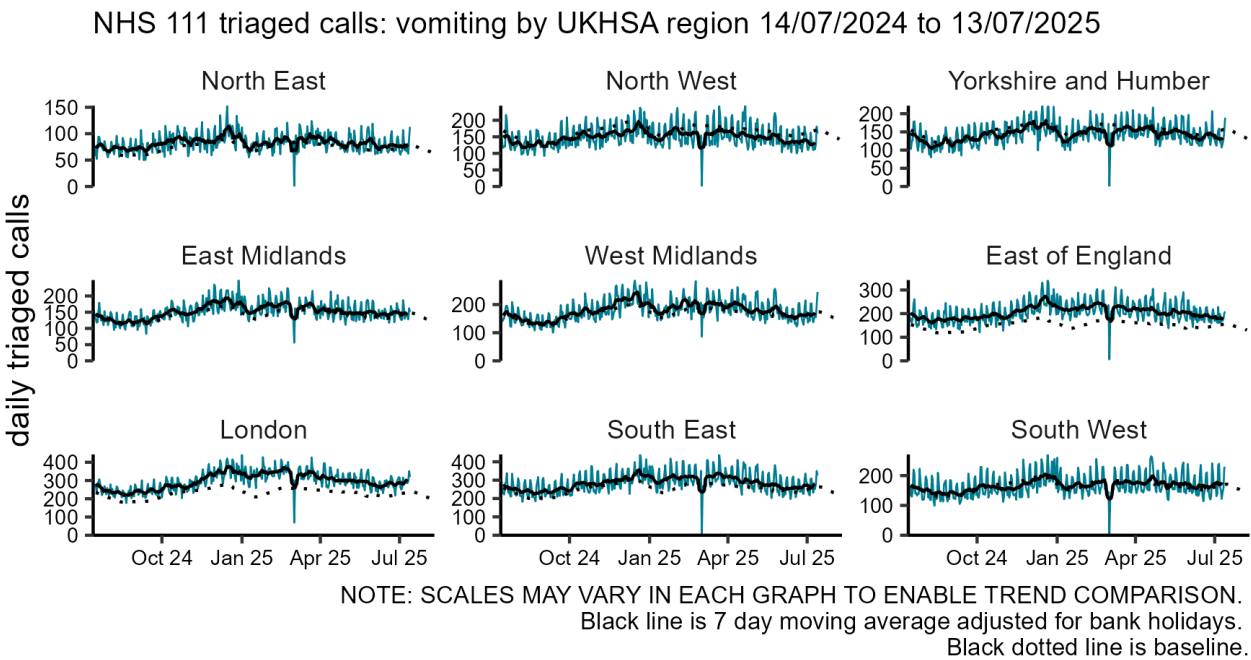 NHS 111 triaged calls: vomiting by UKHSA region 14/07/2024 to 13/07/2025
North East
North West
Yorkshire and Humber
150
100
50
0
200
150
100
50
0
200
150
100
50
0
daily triaged calls
East Midlands
West Midlands
East of England
200
150
100
50
0
200
100
0
300
200
100
0
London
South East
South West
400
300
200
100
0
400
300
200
100
0
200
100
0
Oct 24 Jan 25 Apr 25 Jul 25
Oct 24 Jan 25 Apr 25 Jul 25
Oct 24 Jan 25 Apr 25 Jul 25
NOTE: SCALES MAY VARY IN EACH GRAPH TO ENABLE TREND COMPARISON.
Black line is 7 day moving average adjusted for bank holidays.
Black dotted line is baseline.